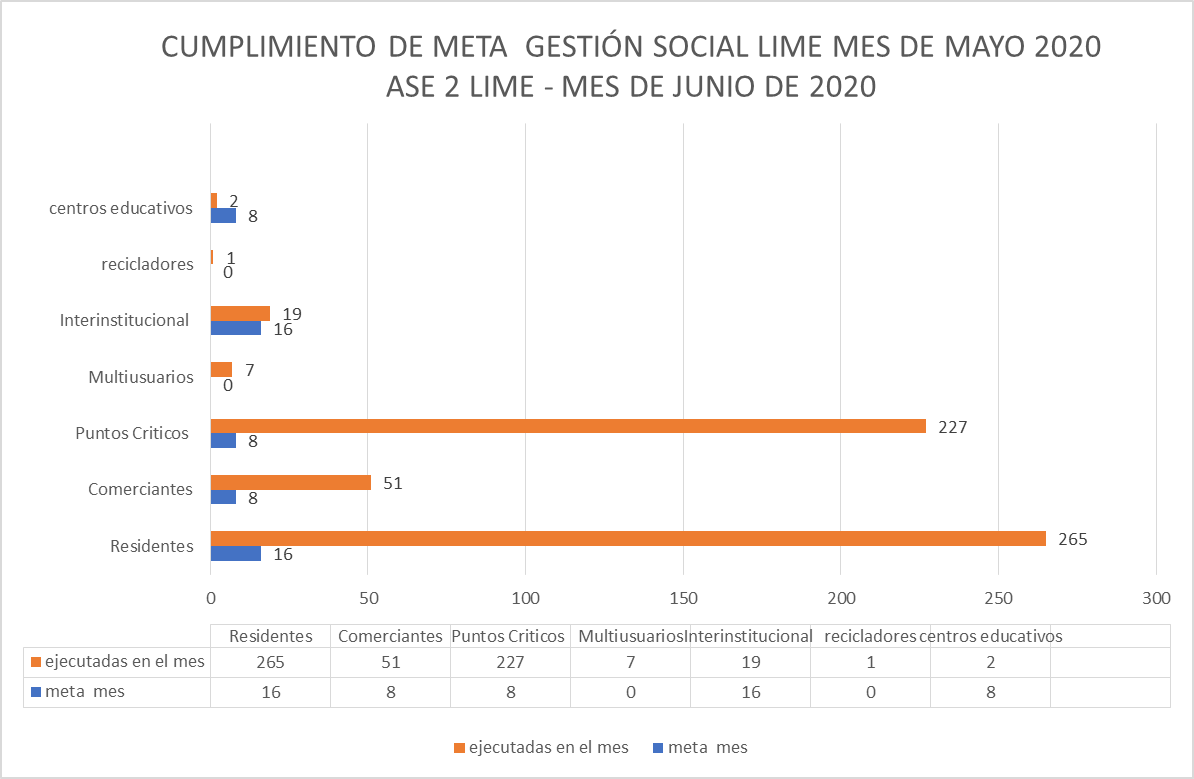 CUMPLIMIENTO DE META GESTIÓN SOCIAL LIME MES DE MAYO 2020
ASE 2 LIME - MES DE JUNIO DE 2020
centros educativos 2
8
recicladores 1
0
Interinstitucional 19
16
Multiusuarios 7
0
Puntos Criticos 227
8
Comerciantes 51
8
Residentes 265
16
0 50 100 150 200 250 300
Residentes Comerciantes Puntos Criticos Multiusuarios Interinstitucional recicladores centros educativos
ejecutadas en el mes 265 51 227 7 19 1 2
meta mes 16 8 8 0 16 0 8
ejecutadas en el mes meta mes